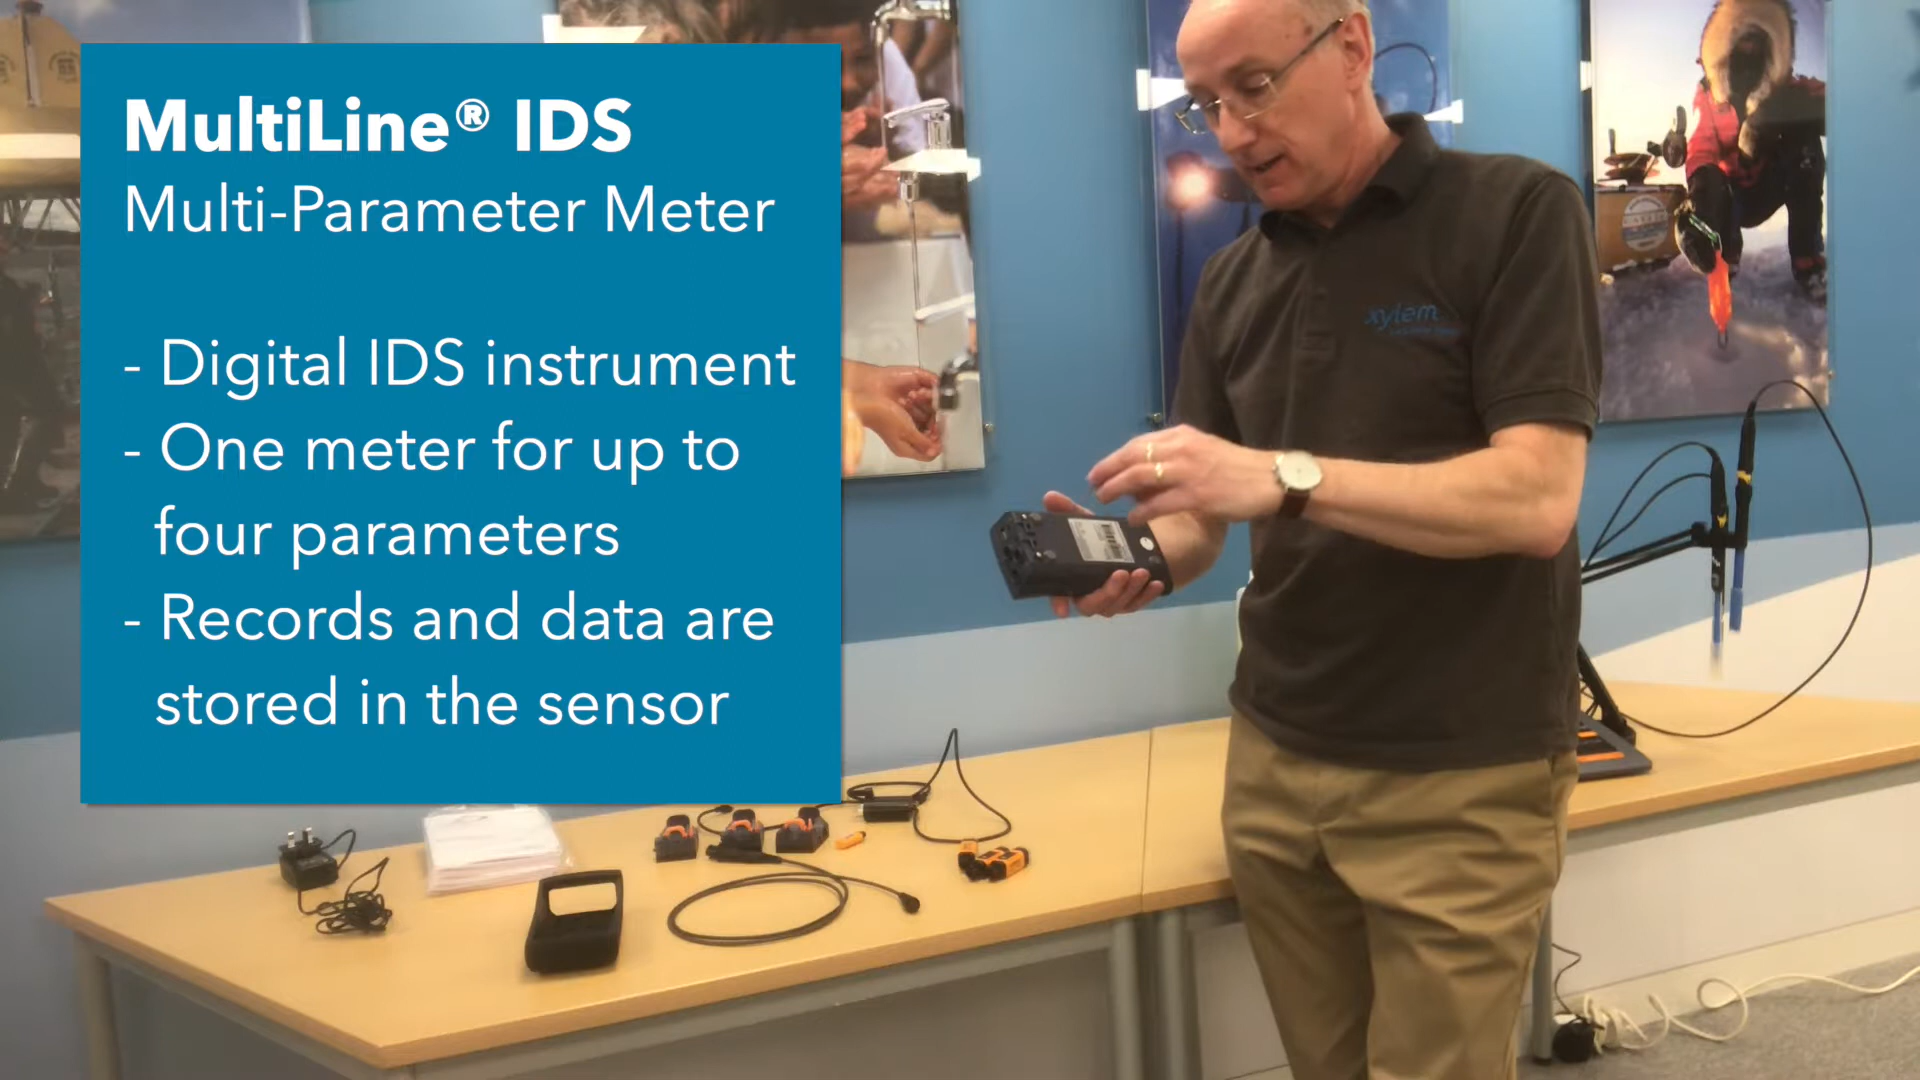 MultiLine® IDS
Multi-Parameter Meter
- Digital IDS instrument
- One meter for up to
four parameters
- Records and data are
stored in the sensor
xylem